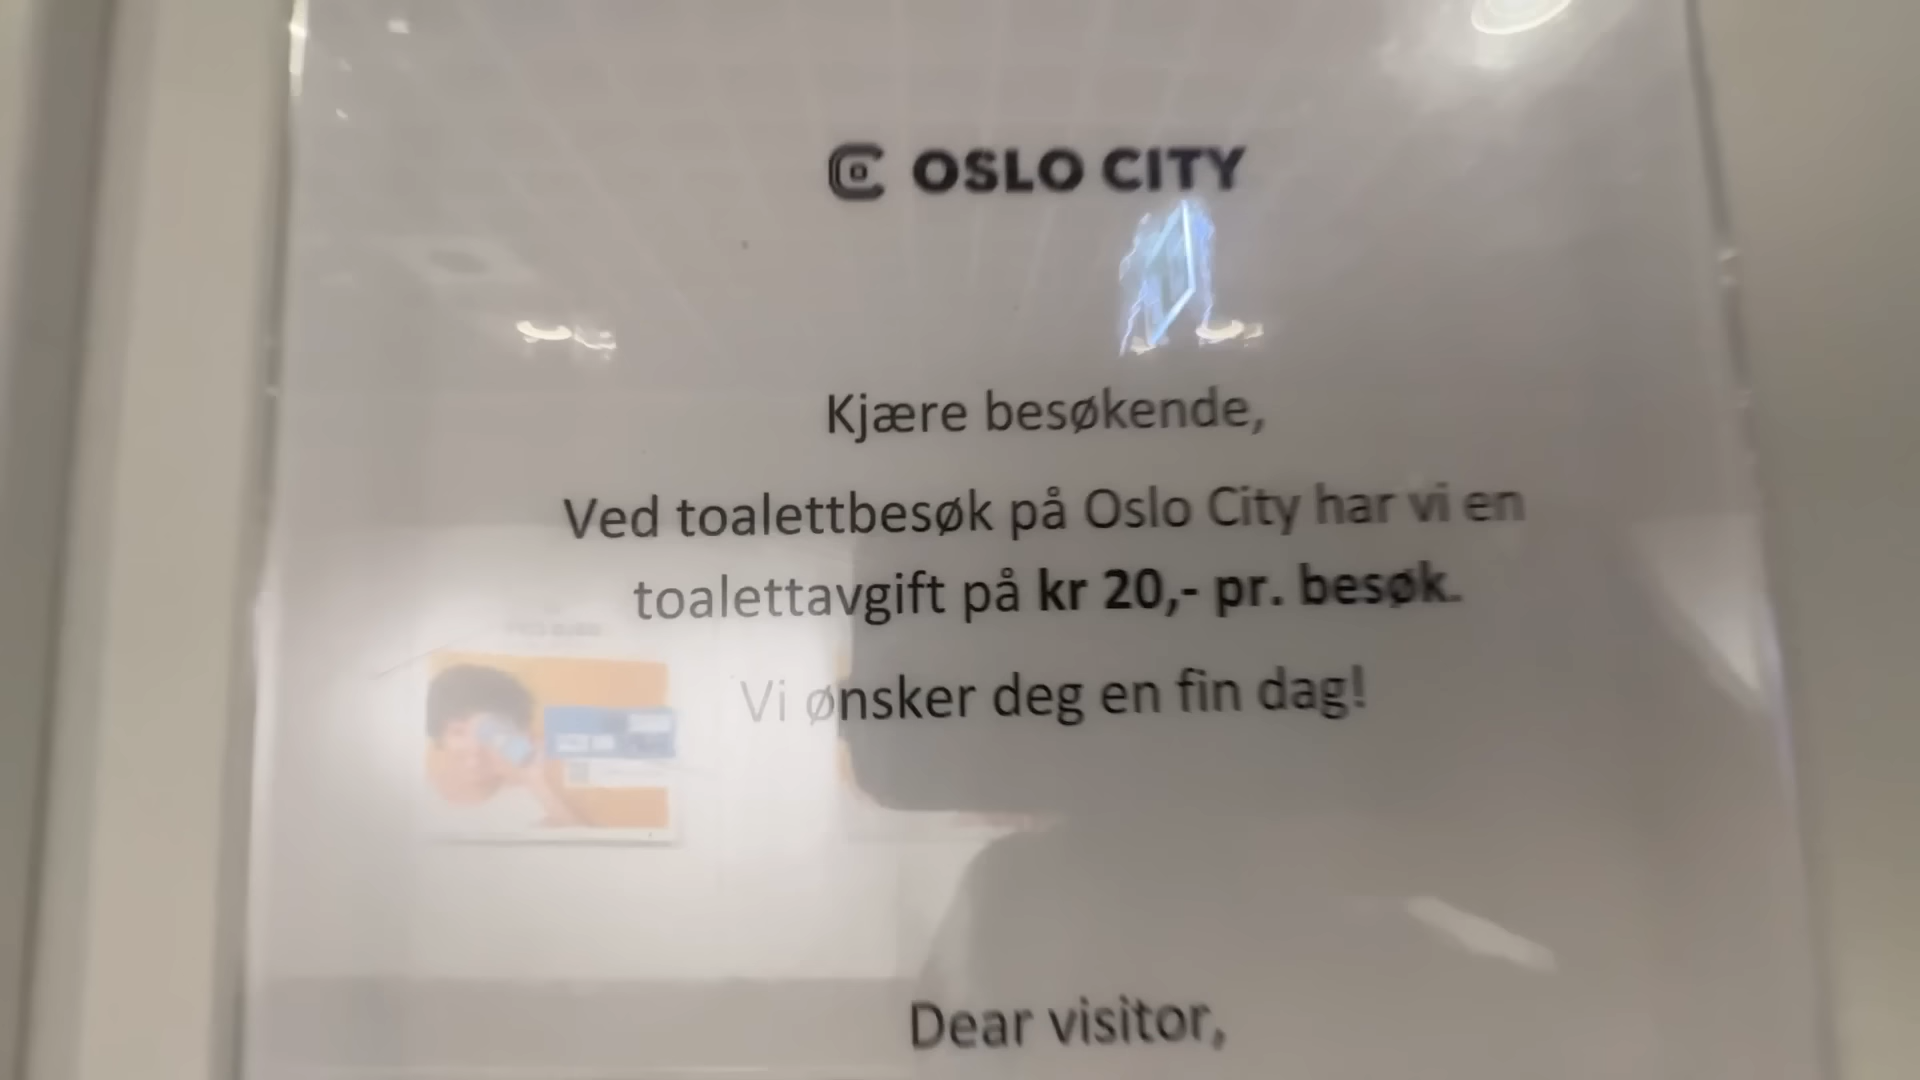 OSLO CITY
Kjære besøkende,
Ved toalettbesøk på Oslo City har vi en
toalettavgift på kr 20,- pr. besøk.
Vi ønsker deg en fin dag!
Dear visitor,